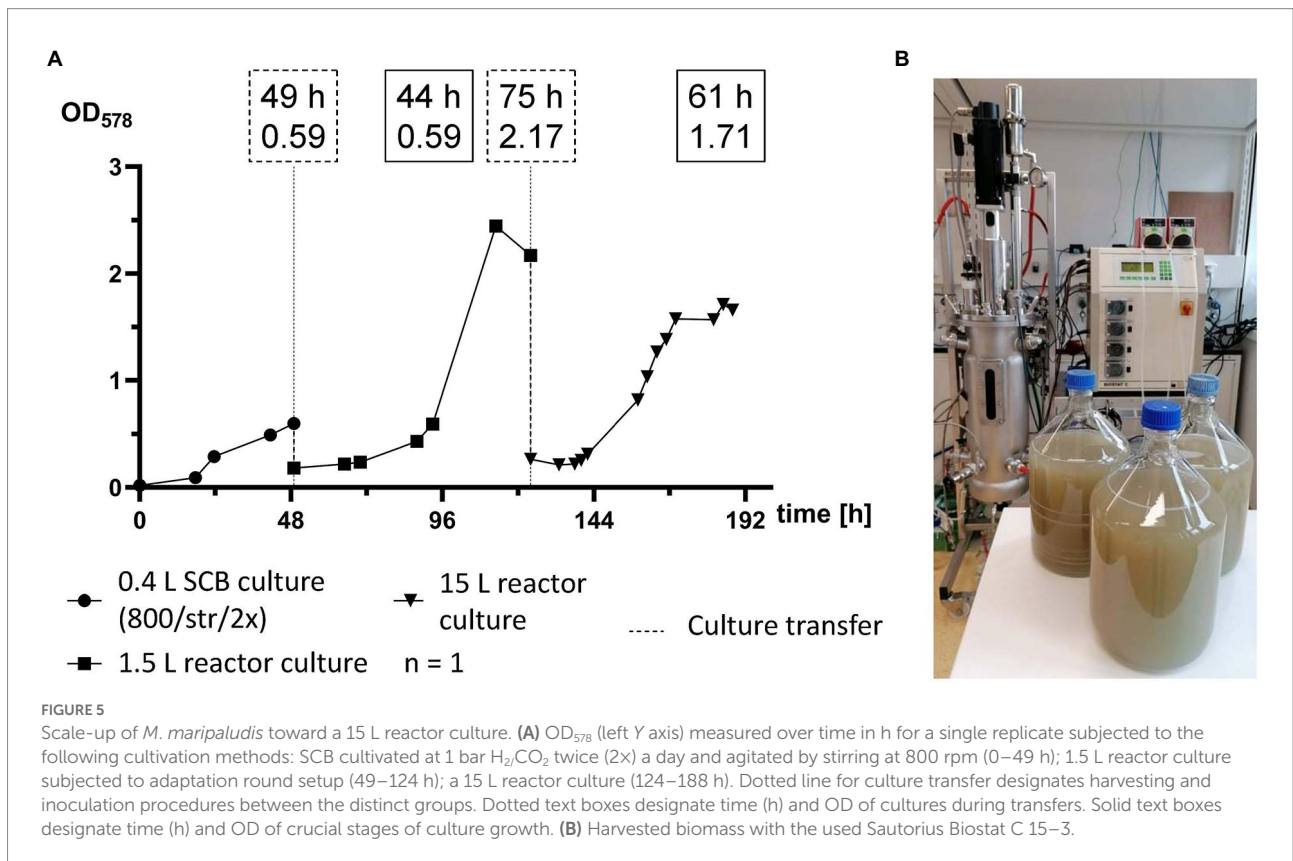 A
B
OD578
49 h
0.59
44 h
0.59
75 h
2.17
61 h
1.71
3
2
1
0
0
48
96
144
192
time [h]
0.4 L SCB culture
(800/str/2x)
15 L reactor
culture
Culture transfer
1.5 L reactor culture
n = 1
BIOSTAT C
FIGURE 5
Scale-up of M. maripaludis toward a 15 L reactor culture. (A) OD578 (left Y axis) measured over time in h for a single replicate subjected to the
following cultivation methods: SCB cultivated at 1 bar H2/CO2 twice (2×) a day and agitated by stirring at 800 rpm (0–49 h); 1.5 L reactor culture
subjected to adaptation round setup (49–124 h); a 15 L reactor culture (124–188 h). Dotted line for culture transfer designates harvesting and
inoculation procedures between the distinct groups. Dotted text boxes designate time (h) and OD of cultures during transfers. Solid text boxes
designate time (h) and OD of crucial stages of culture growth. (B) Harvested biomass with the used Sautorius Biostat C 15–3.